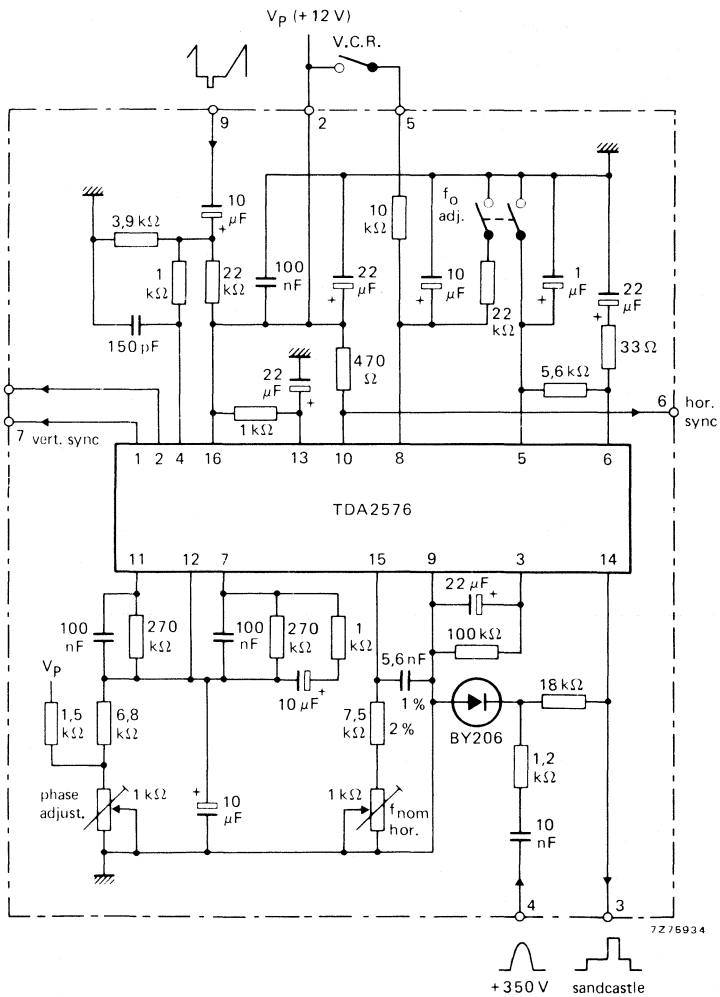 V_P (+12 V)
V.C.R.
9
2
5
10 μF +
3,9 kΩ
1 kΩ
22 kΩ
100 nF
22 μF +
10 kΩ
10 μF +
f_o adj.
22 kΩ
1 μF +
22 μF +
150 pF
33 Ω
22 μF +
470 Ω
5,6 kΩ
1 kΩ
6 hor. sync
7 vert. sync
1 2 4 16 13 10 8 5 6
TDA2576
11 12 7 15 9 3 14
22 μF +
100 nF
270 kΩ
100 nF
270 kΩ
1 kΩ
100 kΩ
5,6 nF
1 %
V_P
10 μF +
18 kΩ
1,5 kΩ
6,8 kΩ
7,5 kΩ
2 %
BY206
1,2 kΩ
phase adjust.
1 kΩ
+ 10 μF
1 kΩ
f_nom hor.
10 nF
4
3
7Z75934
+350 V
sandcastle